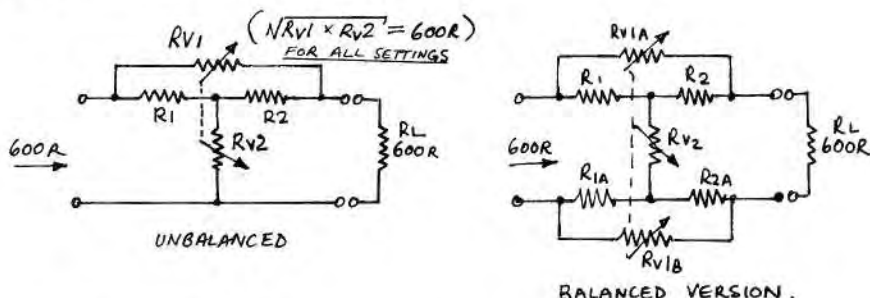 RV1
(√RV1 × RV2 = 600R)
FOR ALL SETTINGS
R1
R2
RV2
600R
RL
600R
UNBALANCED
RV1A
R1
R2
RV2
600R
RL
600R
R1A
R2A
RV1B
BALANCED VERSION.